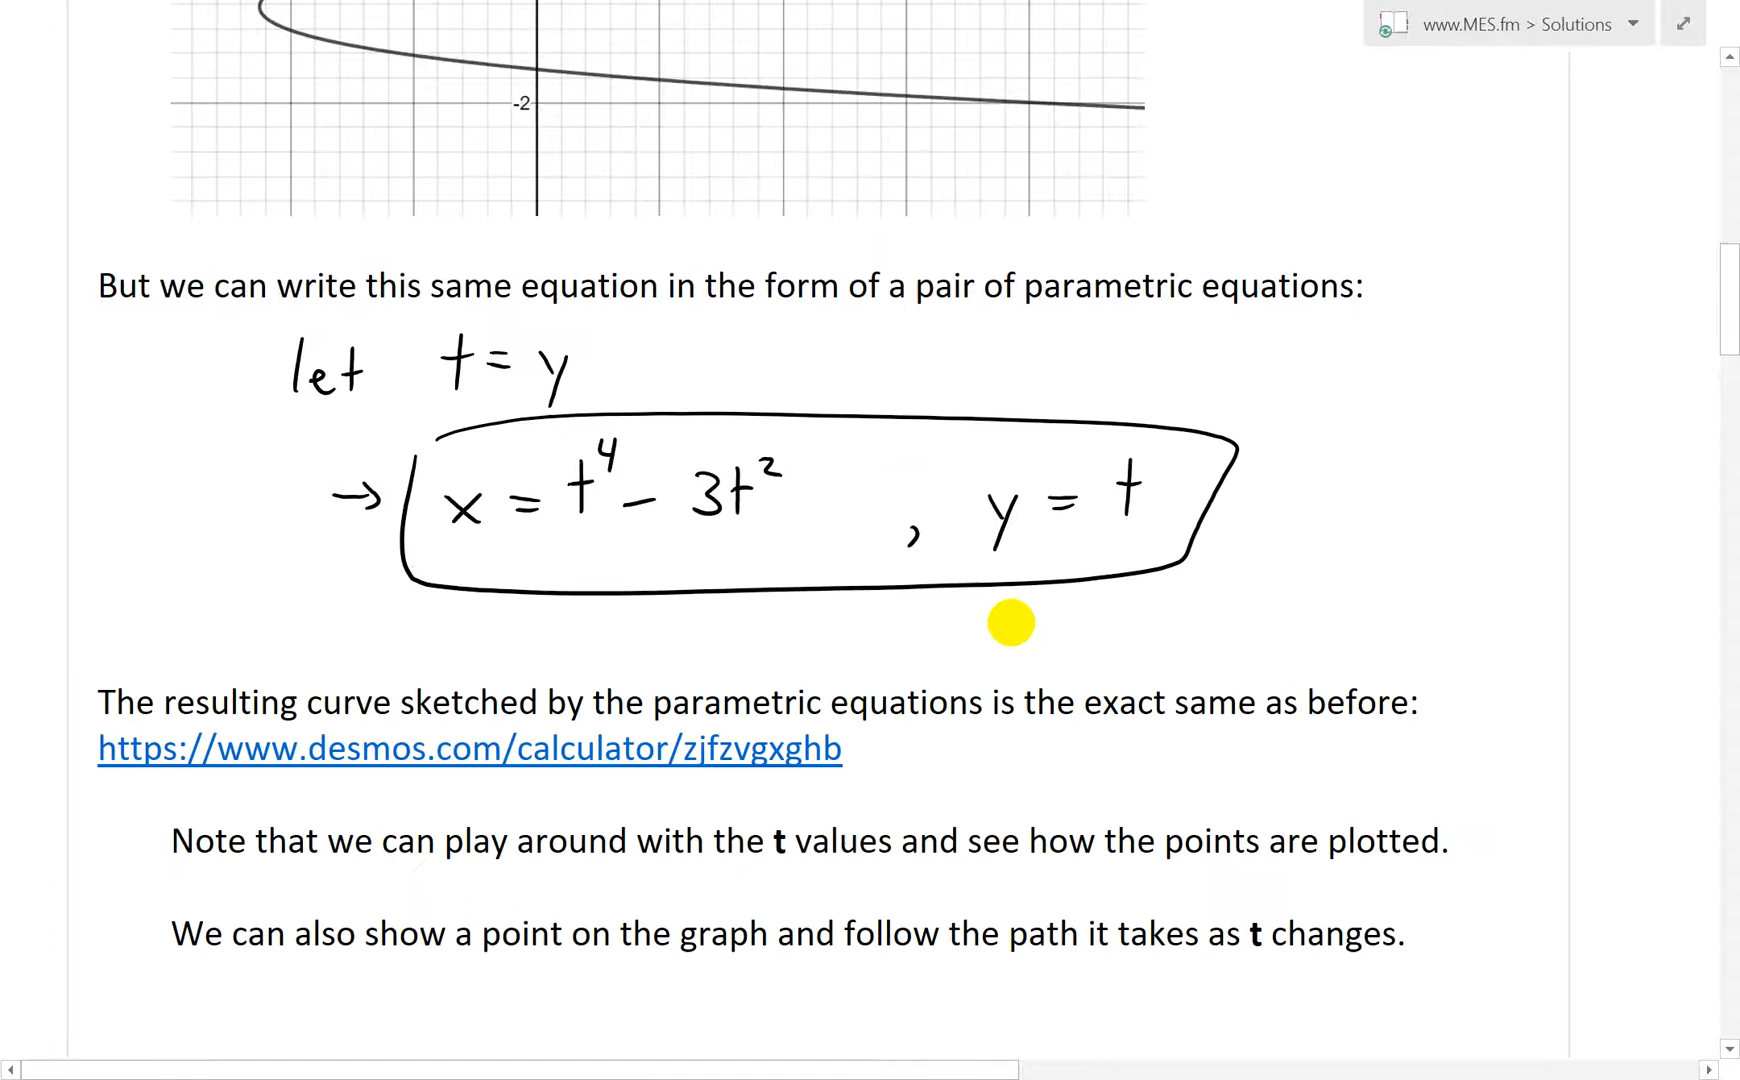 www.MES.fm > Solutions
-2
But we can write this same equation in the form of a pair of parametric equations:
let t = y
→ x = t⁴ - 3t² , y = t
The resulting curve sketched by the parametric equations is the exact same as before:
https://www.desmos.com/calculator/zjfzvgxghb
Note that we can play around with the t values and see how the points are plotted.
We can also show a point on the graph and follow the path it takes as t changes.